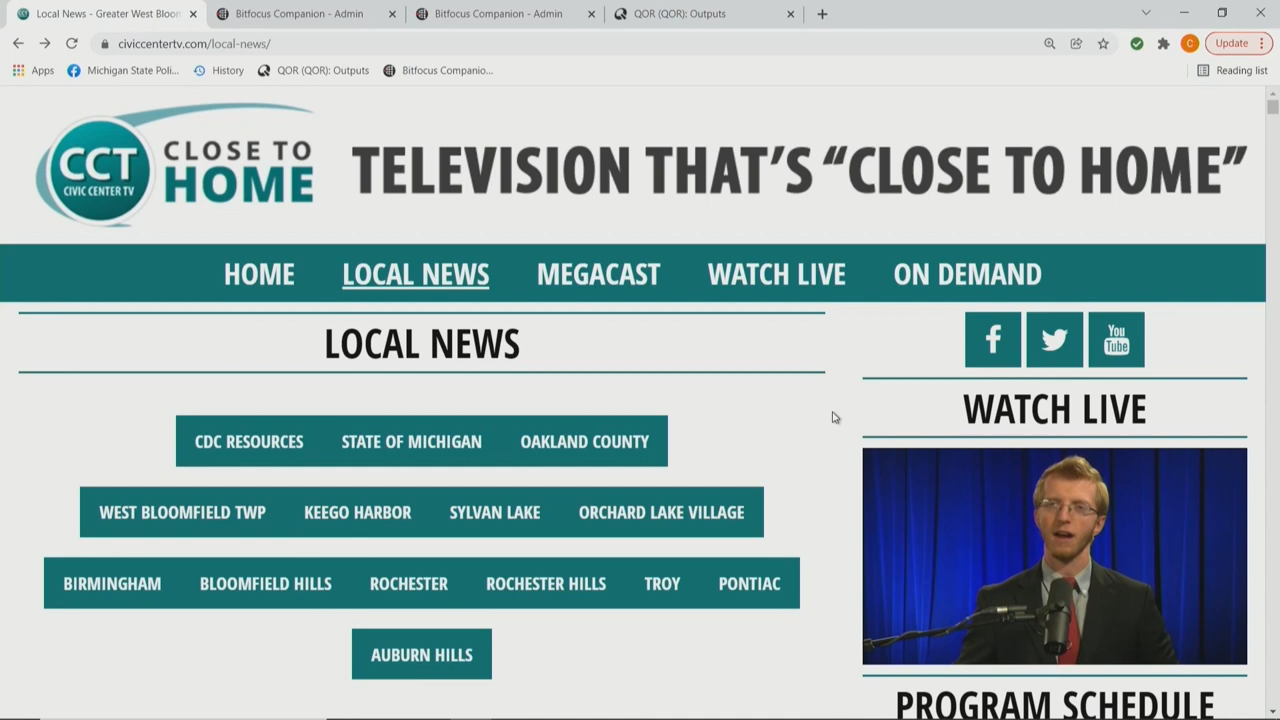 Local News - Greater West Bloon
Bitfocus Companion - Admin
Bitfocus Companion - Admin
QOR (QOR): Outputs
civiccentertv.com/local-news/
C
Update
Apps
Michigan State Poli...
History
QOR (QOR): Outputs
Bitfocus Companio...
Reading list
CCT
CIVIC CENTER TV
CLOSE TO
HOME
TELEVISION THAT'S “CLOSE TO HOME”
HOME LOCAL NEWS MEGACAST WATCH LIVE ON DEMAND
LOCAL NEWS
You
Tube
WATCH LIVE
CDC RESOURCES STATE OF MICHIGAN OAKLAND COUNTY
WEST BLOOMFIELD TWP KEEGO HARBOR SYLVAN LAKE ORCHARD LAKE VILLAGE
BIRMINGHAM BLOOMFIELD HILLS ROCHESTER ROCHESTER HILLS TROY PONTIAC
AUBURN HILLS
PROGRAM SCHEDULE